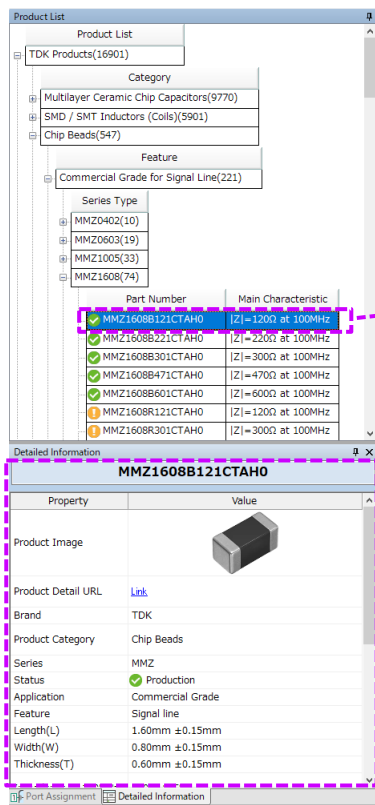 Product List
Product List
TDK Products(16901)
Category
Multilayer Ceramic Chip Capacitors(9770)
SMD / SMT Inductors (Coils)(5901)
Chip Beads(547)
Feature
Commercial Grade for Signal Line(221)
Series Type
MMZ0402(10)
MMZ0603(19)
MMZ1005(33)
MMZ1608(74)
Part Number Main Characteristic
MMZ1608B121CTAH0 |Z|=120Ω at 100MHz
MMZ1608B221CTAH0 |Z|=220Ω at 100MHz
MMZ1608B301CTAH0 |Z|=300Ω at 100MHz
MMZ1608B471CTAH0 |Z|=470Ω at 100MHz
MMZ1608B601CTAH0 |Z|=600Ω at 100MHz
MMZ1608R121CTAH0 |Z|=120Ω at 100MHz
MMZ1608R301CTAH0 |Z|=300Ω at 100MHz
Detailed Information
MMZ1608B121CTAH0
Property Value
Product Image
Product Detail URL Link
Brand TDK
Product Category Chip Beads
Series MMZ
Status Production
Application Commercial Grade
Feature Signal line
Length(L) 1.60mm ±0.15mm
Width(W) 0.80mm ±0.15mm
Thickness(T) 0.60mm ±0.15mm
Port Assignment Detailed Information